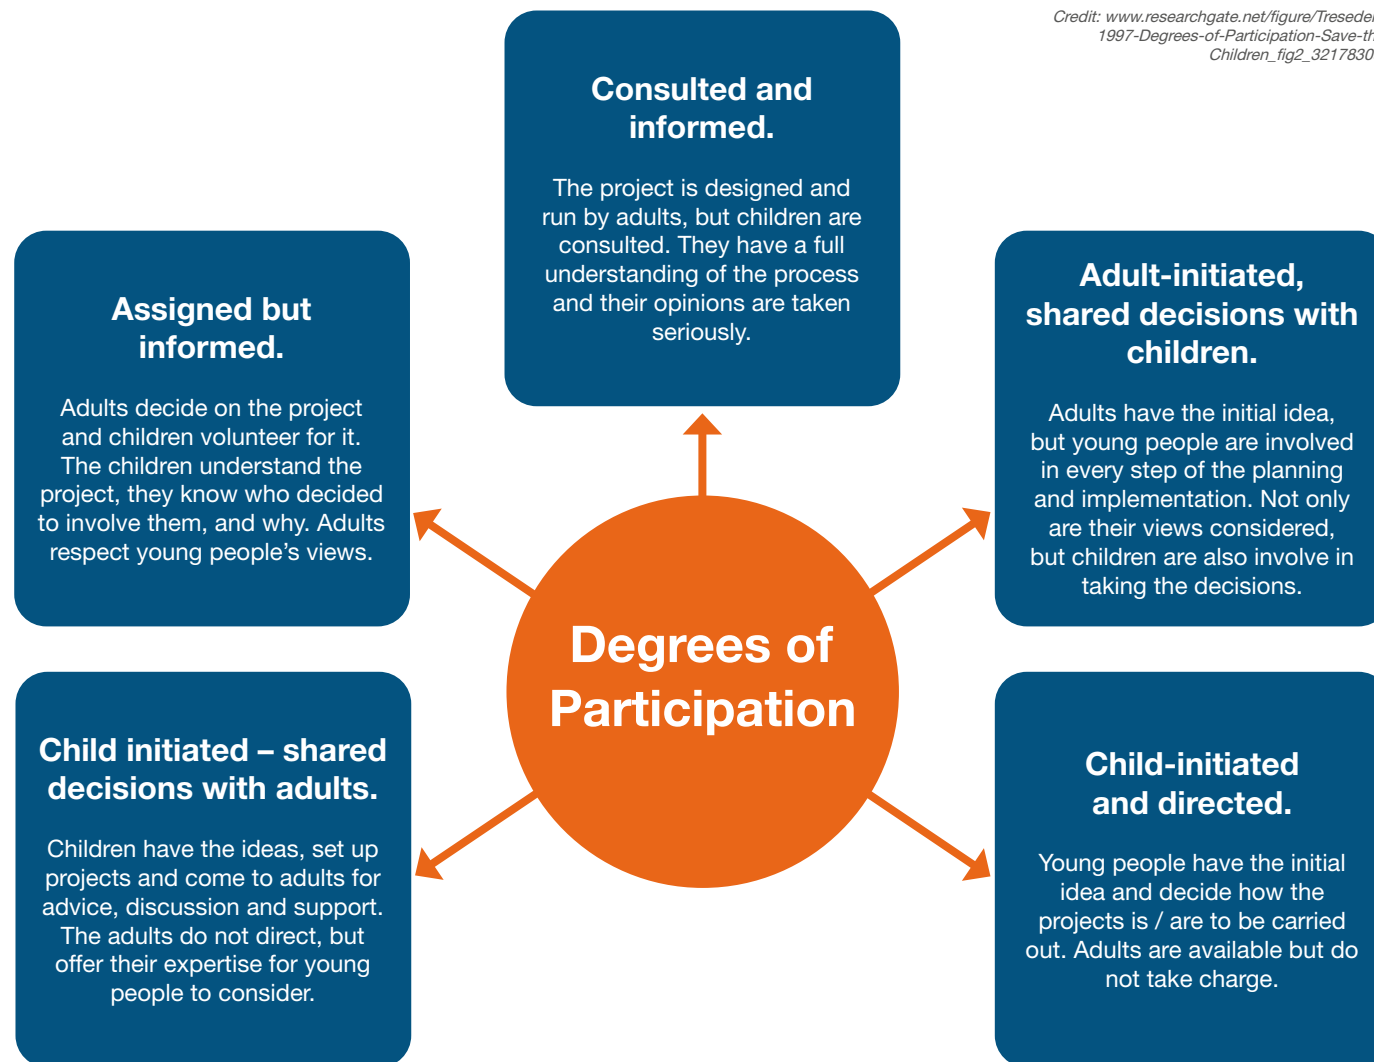 Credit: www.researchgate.net/figure/Treseder
1997-Degrees-of-Participation-Save-th
Children_fig2_3217830
Consulted and
informed.
The project is designed and
run by adults, but children are
consulted. They have a full
understanding of the process
and their opinions are taken
seriously.
Assigned but
informed.
Adults decide on the project
and children volunteer for it.
The children understand the
project, they know who decided
to involve them, and why. Adults
respect young people’s views.
Adult-initiated,
shared decisions with
children.
Adults have the initial idea,
but young people are involved
in every step of the planning
and implementation. Not only
are their views considered,
but children are also involve in
taking the decisions.
Degrees of
Participation
Child initiated – shared
decisions with adults.
Children have the ideas, set up
projects and come to adults for
advice, discussion and support.
The adults do not direct, but
offer their expertise for young
people to consider.
Child-initiated
and directed.
Young people have the initial
idea and decide how the
projects is / are to be carried
out. Adults are available but do
not take charge.